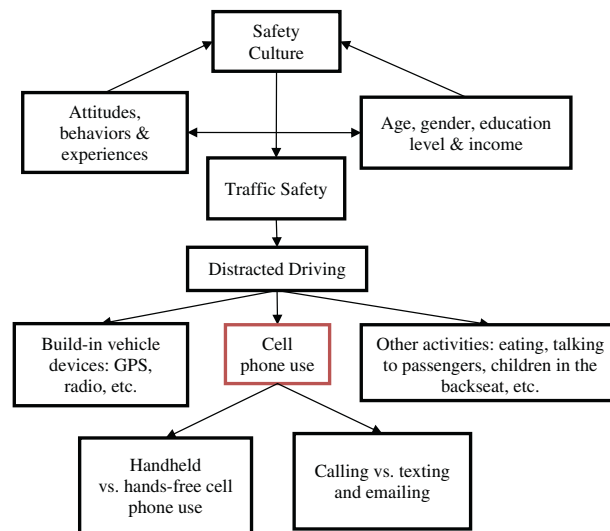 Safety
Culture
Attitudes,
behaviors &
experiences
Age, gender, education
level & income
Traffic Safety
Distracted Driving
Build-in vehicle
devices: GPS,
radio, etc.
Cell
phone use
Other activities: eating, talking
to passengers, children in the
backseat, etc.
Handheld
vs. hands-free cell
phone use
Calling vs. texting
and emailing